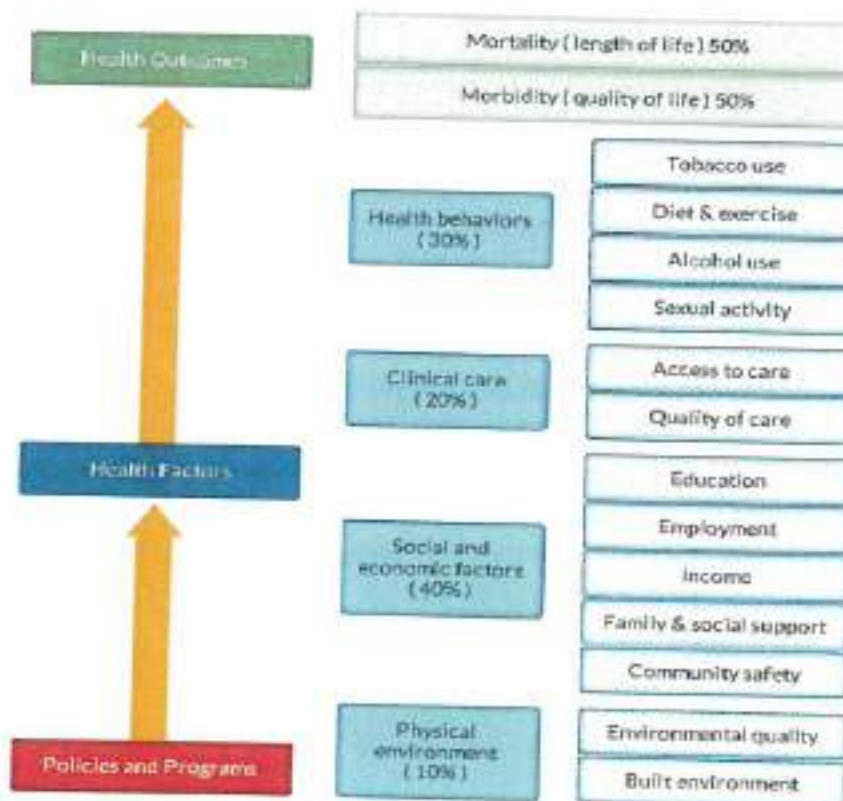 Health Outcomes
Mortality ( length of life ) 50%
Morbidity ( quality of life ) 50%
Tobacco use
Health behaviors
( 30% )
Diet & exercise
Alcohol use
Sexual activity
Clinical care
( 20% )
Access to care
Quality of care
Health Factors
Education
Social and
economic factors
( 40% )
Employment
Income
Family & social support
Community safety
Policies and Programs
Physical
environment
( 10% )
Environmental quality
Built environment